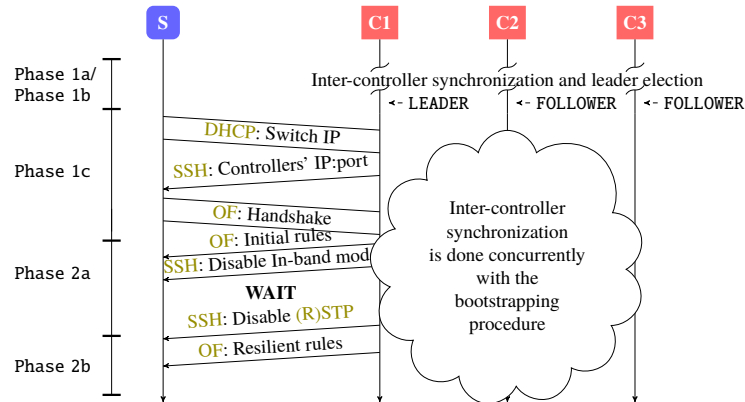 S
C1
C2
C3
Phase 1a/
Phase 1b
Inter-controller synchronization and leader election
LEADER
FOLLOWER
FOLLOWER
Phase 1c
DHCP: Switch IP
SSH: Controllers' IP:port
OF: Handshake
Phase 2a
OF: Initial rules
SSH: Disable In-band mod
WAIT
SSH: Disable (R)STP
Phase 2b
OF: Resilient rules
Inter-controller
synchronization
is done concurrently
with the
bootstrapping
procedure